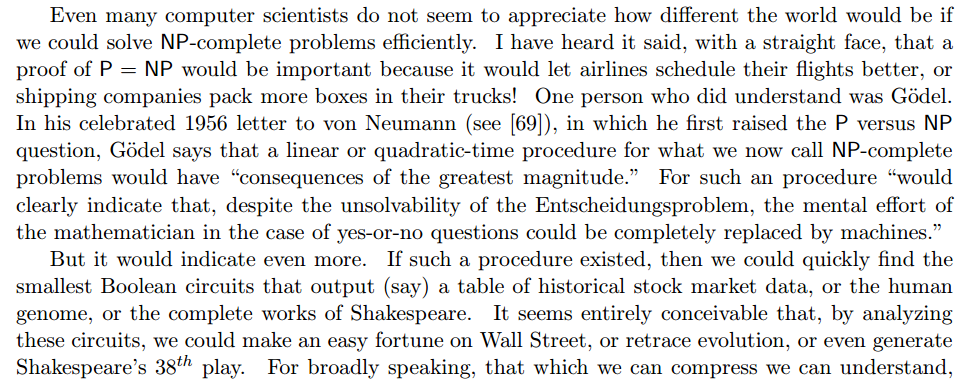 Even many computer scientists do not seem to appreciate how different the world would be if
we could solve NP-complete problems efficiently. I have heard it said, with a straight face, that a
proof of P = NP would be important because it would let airlines schedule their flights better, or
shipping companies pack more boxes in their trucks! One person who did understand was Gödel.
In his celebrated 1956 letter to von Neumann (see [69]), in which he first raised the P versus NP
question, Gödel says that a linear or quadratic-time procedure for what we now call NP-complete
problems would have “consequences of the greatest magnitude.” For such an procedure “would
clearly indicate that, despite the unsolvability of the Entscheidungsproblem, the mental effort of
the mathematician in the case of yes-or-no questions could be completely replaced by machines.”
But it would indicate even more. If such a procedure existed, then we could quickly find the
smallest Boolean circuits that output (say) a table of historical stock market data, or the human
genome, or the complete works of Shakespeare. It seems entirely conceivable that, by analyzing
these circuits, we could make an easy fortune on Wall Street, or retrace evolution, or even generate
Shakespeare’s 38th play. For broadly speaking, that which we can compress we can understand,